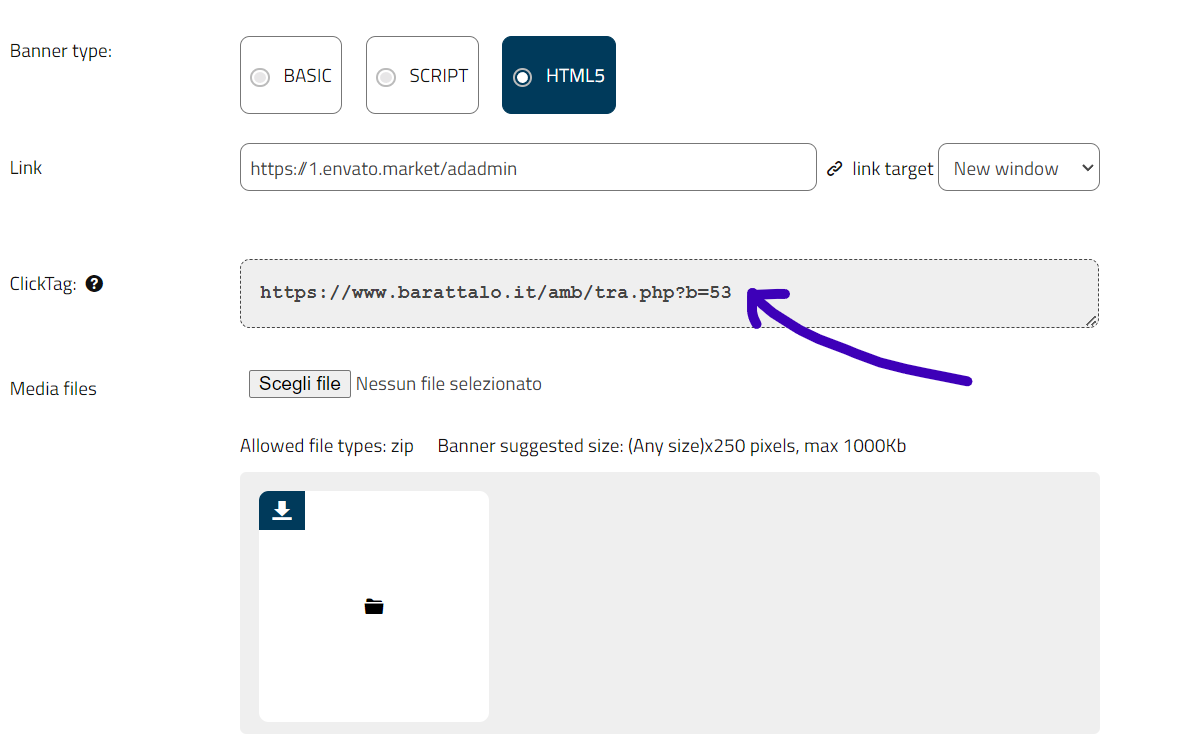 Banner type:
BASIC
SCRIPT
HTML5
Link
https://1.envato.market/adadmin
link target
New window
ClickTag:
https://www.barattalo.it/amb/tra.php?b=53
Media files
Scegli file Nessun file selezionato
Allowed file types: zip
Banner suggested size: (Any size)x250 pixels, max 1000Kb